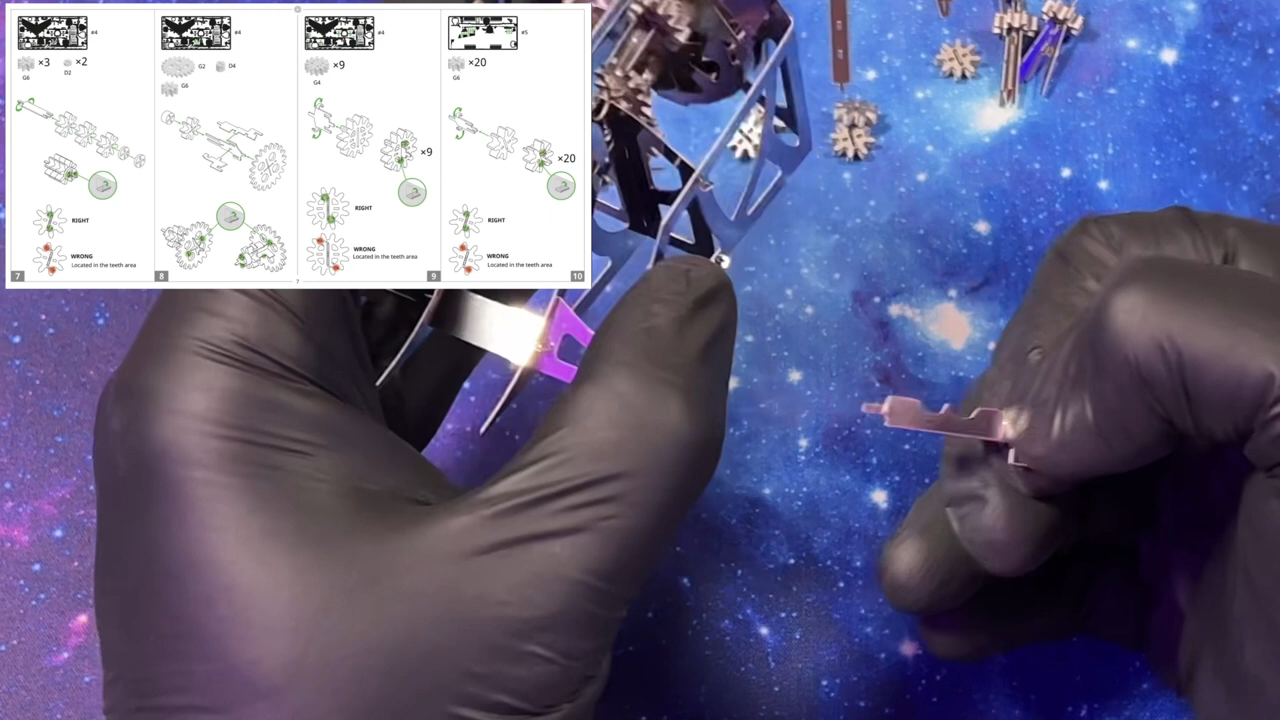 #4
×3
×2
G6
D2
RIGHT
WRONG
Located in the teeth area
7
#4
G2
D4
G6
8
7
#4
×9
G4
×9
RIGHT
WRONG
Located in the teeth area
9
#5
×20
G6
×20
RIGHT
WRONG
Located in the teeth area
10